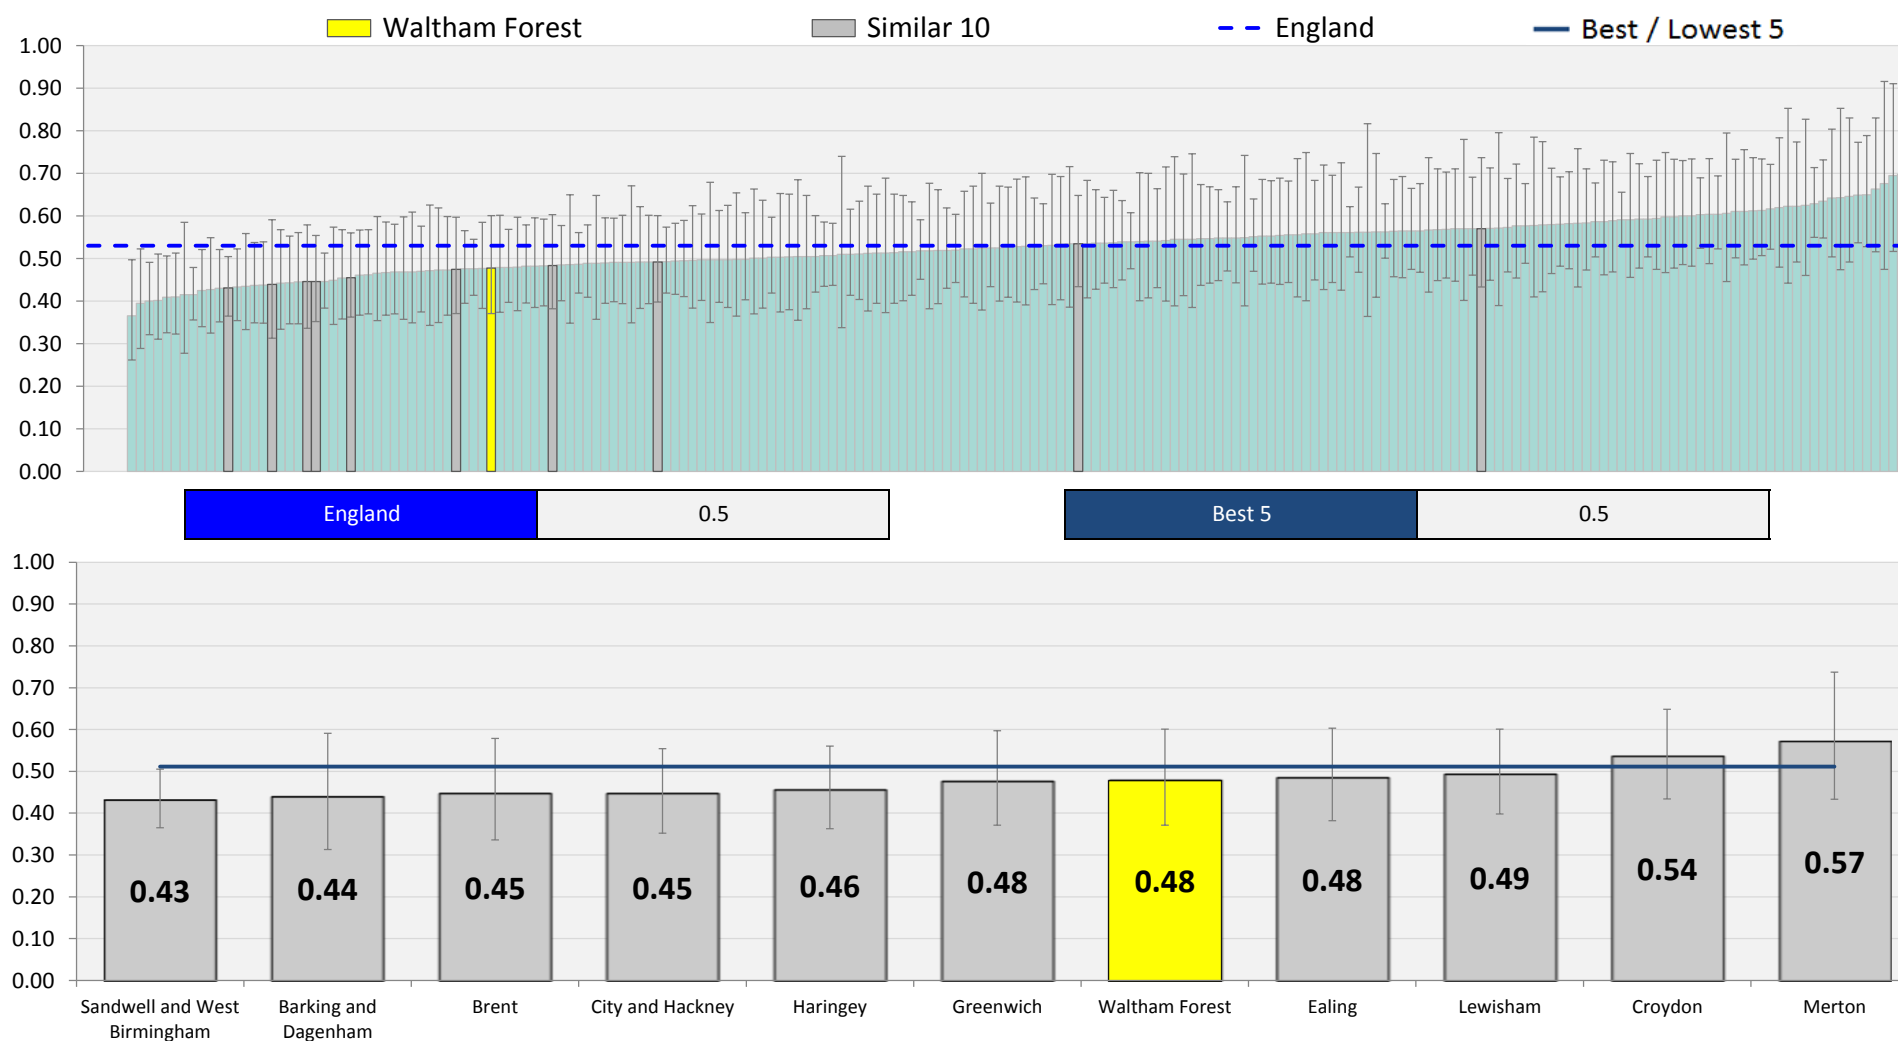 Waltham Forest Similar 10 England Best / Lowest 5
1.00
0.90
0.80
0.70
0.60
0.50
0.40
0.30
0.20
0.10
0.00
England 0.5 Best 5 0.5
1.00
0.90
0.80
0.70
0.60
0.50
0.40
0.30
0.20
0.10
0.00
0.43 0.44 0.45 0.45 0.46 0.48 0.48 0.48 0.49 0.54 0.57
Sandwell and West Birmingham
Barking and Dagenham
Brent
City and Hackney
Haringey
Greenwich
Waltham Forest
Ealing
Lewisham
Croydon
Merton